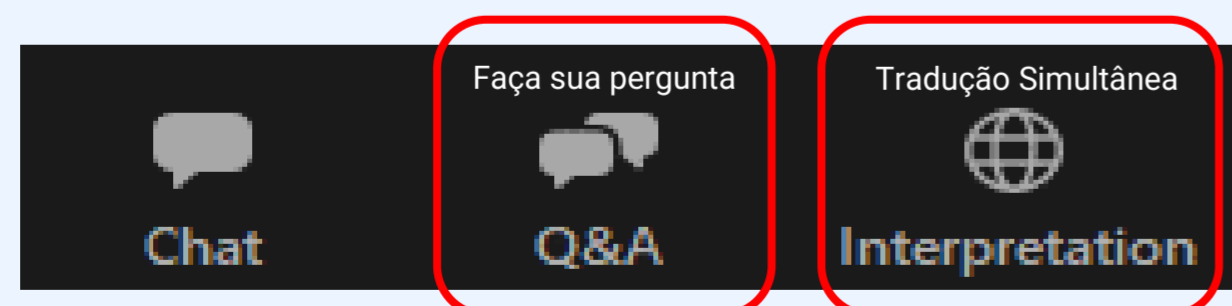 Faça sua pergunta
Tradução Simultânea
Chat
Q&A
Interpretation